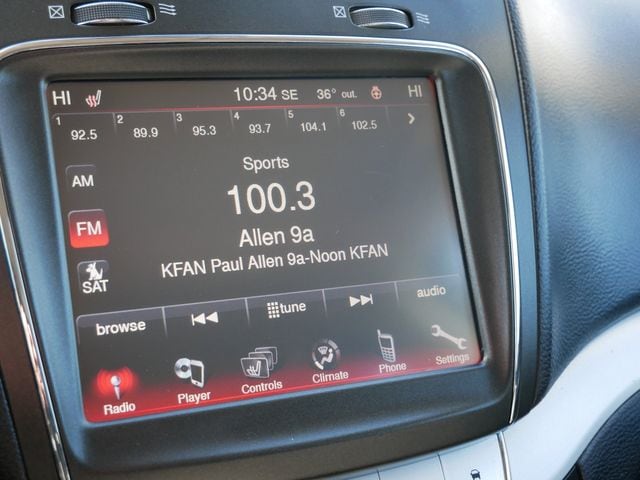 HI 10:34 SE 36° out. HI
1 2 3 4 5 6
92.5 89.9 95.3 93.7 104.1 102.5
Sports
AM
100.3
FM
Allen 9a
KFAN Paul Allen 9a-Noon KFAN
SAT
browse tune audio
Radio Player Controls Climate Phone Settings